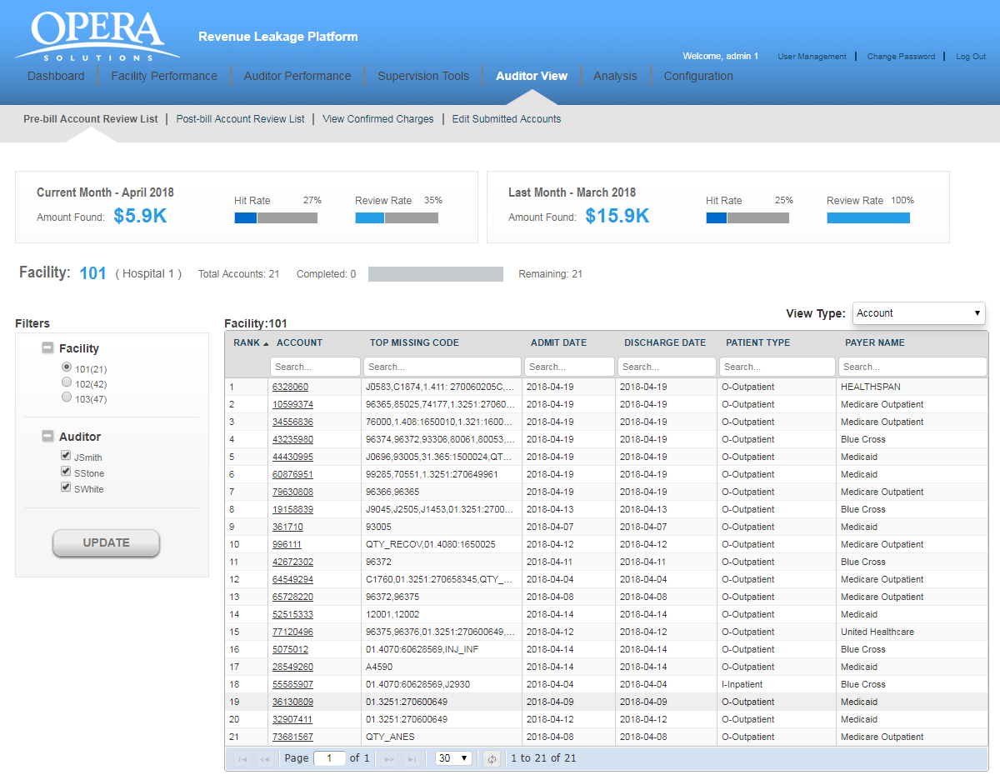 OPERA
SOLUTIONS
Revenue Leakage Platform
Welcome, admin 1 User Management | Change Password | Log Out
Dashboard Facility Performance Auditor Performance Supervision Tools Auditor View Analysis Configuration
Pre-bill Account Review List | Post-bill Account Review List | View Confirmed Charges | Edit Submitted Accounts
Current Month - April 2018
Hit Rate 27% Review Rate 35%
Amount Found: $5.9K
Last Month - March 2018
Hit Rate 25% Review Rate 100%
Amount Found: $15.9K
Facility: 101 ( Hospital 1 ) Total Accounts: 21 Completed: 0 Remaining: 21
View Type: Account
Filters
Facility
101(21)
102(42)
103(47)
Auditor
JSmith
SStone
SWhite
UPDATE
Facility:101
RANK ACCOUNT TOP MISSING CODE ADMIT DATE DISCHARGE DATE PATIENT TYPE PAYER NAME
Search... Search... Search... Search... Search... Search...
1 6328060 J0583,C1874,1.411: 270060205C,... 2018-04-19 2018-04-19 O-Outpatient HEALTHSPAN
2 10599374 96365,85025,74177,1.3251:27060... 2018-04-19 2018-04-19 O-Outpatient Medicare Outpatient
3 34556836 76000,1.408:1650010,1.321:1600... 2018-04-19 2018-04-19 O-Outpatient Medicare Outpatient
4 43235980 96374,96372,93306,80061,80053,... 2018-04-19 2018-04-19 O-Outpatient Blue Cross
5 44430995 J0696,93005,31.365:1500024,QT... 2018-04-19 2018-04-19 O-Outpatient Medicaid
6 60876951 99285,70551,1.3251:270649961 2018-04-19 2018-04-19 O-Outpatient Medicaid
7 79630808 96366,96365 2018-04-19 2018-04-19 O-Outpatient Medicare Outpatient
8 19158839 J9045,J2505,J1453,01.3251:2700... 2018-04-13 2018-04-13 O-Outpatient Blue Cross
9 361710 93005 2018-04-07 2018-04-07 O-Outpatient Medicaid
10 996111 QTY_RECOV,01.4080:1650025 2018-04-12 2018-04-12 O-Outpatient Medicare Outpatient
11 42672302 96372 2018-04-11 2018-04-11 O-Outpatient Blue Cross
12 64549294 C1760,01.3251:270658345,QTY_... 2018-04-04 2018-04-04 O-Outpatient Medicare Outpatient
13 65728220 96372,96375 2018-04-08 2018-04-08 O-Outpatient Medicare Outpatient
14 52515333 12001,12002 2018-04-14 2018-04-14 O-Outpatient Medicaid
15 77120496 96375,96376,01.3251:270600649,... 2018-04-12 2018-04-12 O-Outpatient United Healthcare
16 5075012 01.4070:60628569,INJ_INF 2018-04-14 2018-04-14 O-Outpatient Blue Cross
17 28549260 A4590 2018-04-14 2018-04-14 O-Outpatient Medicaid
18 55585907 01.4070:60628569,J2930 2018-04-04 2018-04-04 I-Inpatient Blue Cross
19 36130809 01.3251:270600649 2018-04-09 2018-04-09 O-Outpatient Medicaid
20 32907411 01.3251:270600649 2018-04-12 2018-04-12 O-Outpatient Medicaid
21 73681567 QTY_ANES 2018-04-08 2018-04-08 O-Outpatient Medicare Outpatient
Page 1 of 1 30 1 to 21 of 21